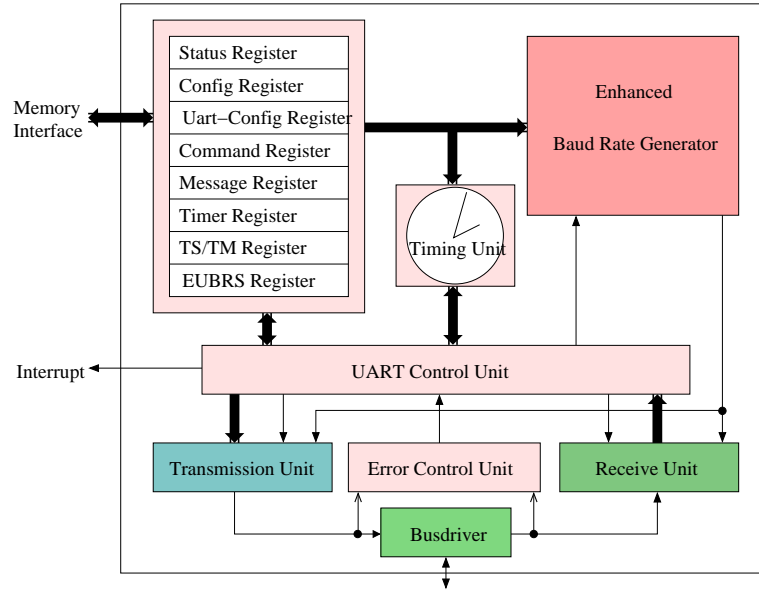 Status Register
Config Register
Uart−Config Register
Command Register
Message Register
Timer Register
TS/TM Register
EUBRS Register
Memory
Interface
Enhanced
Baud Rate Generator
Timing Unit
Interrupt
UART Control Unit
Transmission Unit
Error Control Unit
Receive Unit
Busdriver